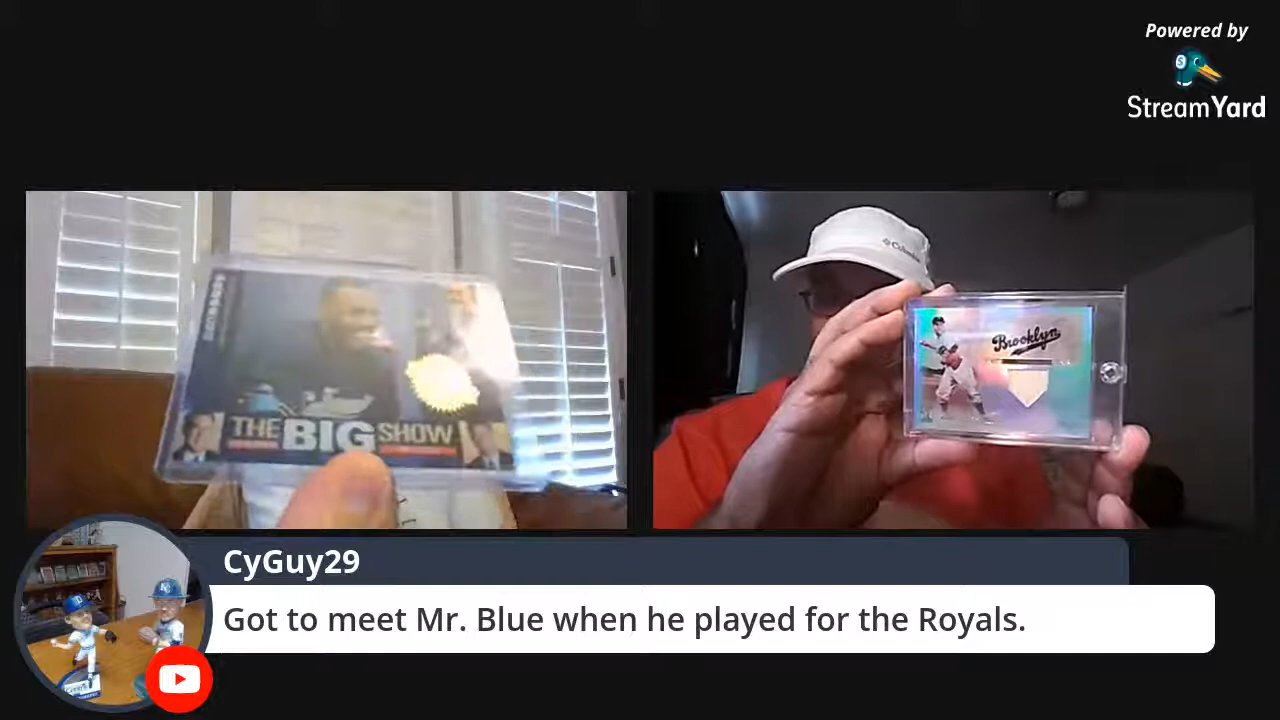 Powered by
StreamYard
Columbia
THE BIG SHOW
Brooklyn
CyGuy29
Got to meet Mr. Blue when he played for the Royals.